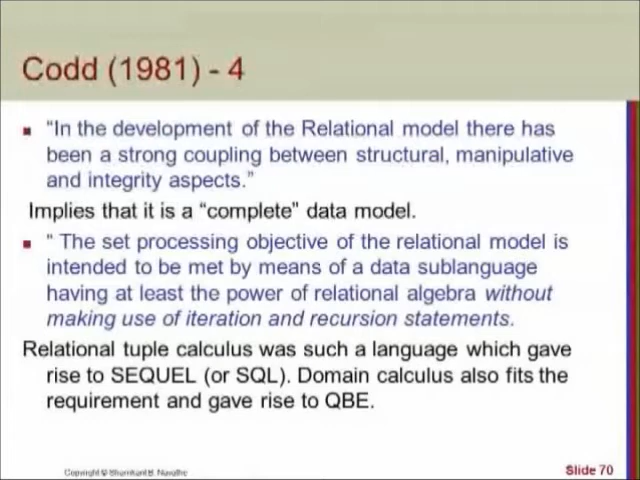 Codd (1981) - 4
"In the development of the Relational model there has
been a strong coupling between structural, manipulative
and integrity aspects."
Implies that it is a "complete" data model.
" The set processing objective of the relational model is
intended to be met by means of a data sublanguage
having at least the power of relational algebra without
making use of iteration and recursion statements.
Relational tuple calculus was such a language which gave
rise to SEQUEL (or SQL). Domain calculus also fits the
requirement and gave rise to QBE.
Copyright © Shamkant B. Navathe
Slide 70